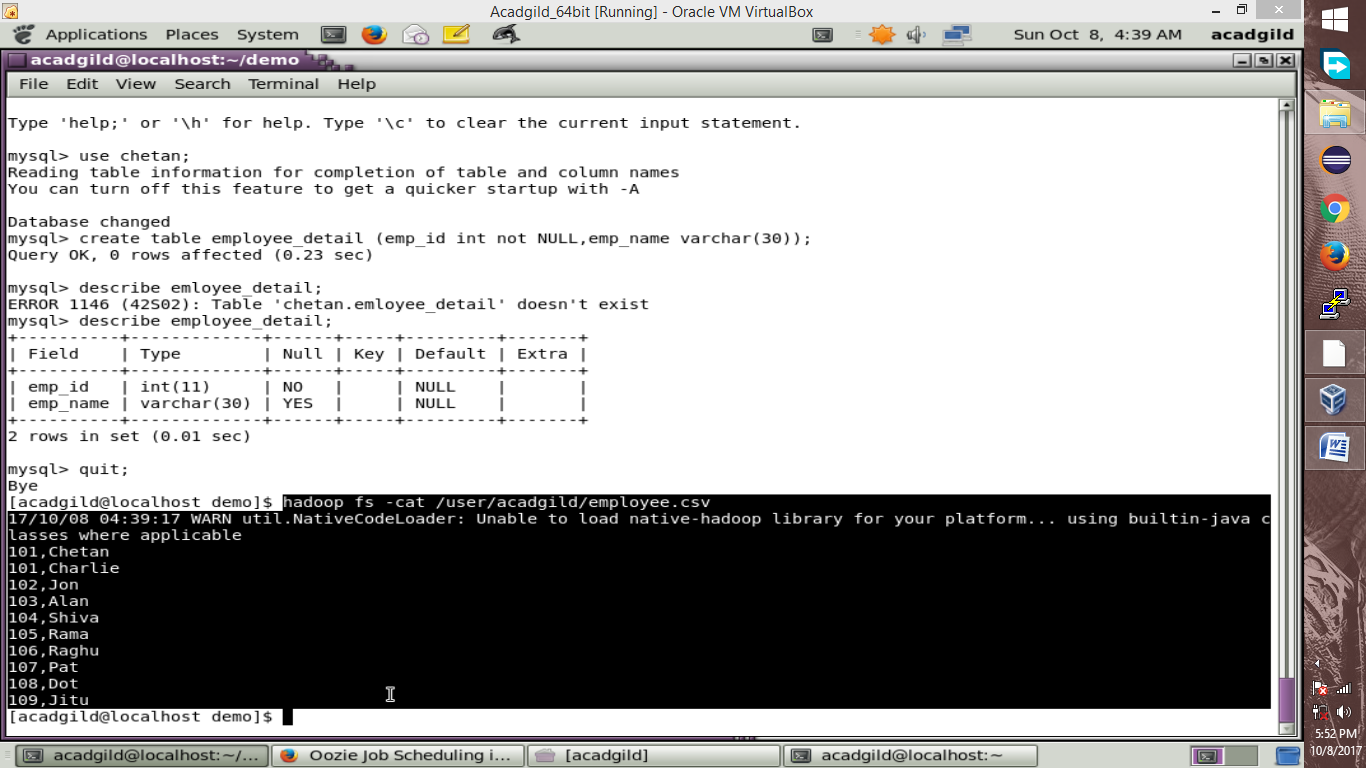 Acadgild_64bit [Running] - Oracle VM VirtualBox
Applications Places System Sun Oct 8, 4:39 AM acadgild
acadgild@localhost:~/demo
File Edit View Search Terminal Help
Type 'help;' or '\h' for help. Type '\c' to clear the current input statement.
mysql> use chetan;
Reading table information for completion of table and column names
You can turn off this feature to get a quicker startup with -A
Database changed
mysql> create table employee_detail (emp_id int not NULL,emp_name varchar(30));
Query OK, 0 rows affected (0.23 sec)
mysql> describe emloyee_detail;
ERROR 1146 (42S02): Table 'chetan.emloyee_detail' doesn't exist
mysql> describe employee_detail;
+----------+-------------+------+-----+---------+-------+
| Field    | Type        | Null | Key | Default | Extra |
+----------+-------------+------+-----+---------+-------+
| emp_id   | int(11)     | NO   |     | NULL    |       |
| emp_name | varchar(30) | YES  |     | NULL    |       |
+----------+-------------+------+-----+---------+-------+
2 rows in set (0.01 sec)
mysql> quit;
Bye
[acadgild@localhost demo]$ hadoop fs -cat /user/acadgild/employee.csv
17/10/08 04:39:17 WARN util.NativeCodeLoader: Unable to load native-hadoop library for your platform... using builtin-java c
lasses where applicable
101,Chetan
101,Charlie
102,Jon
103,Alan
104,Shiva
105,Rama
106,Raghu
107,Pat
108,Dot
109,Jitu
[acadgild@localhost demo]$
acadgild@localhost:~/... Oozie Job Scheduling i... [acadgild] acadgild@localhost:~
5:52 PM
10/8/2017